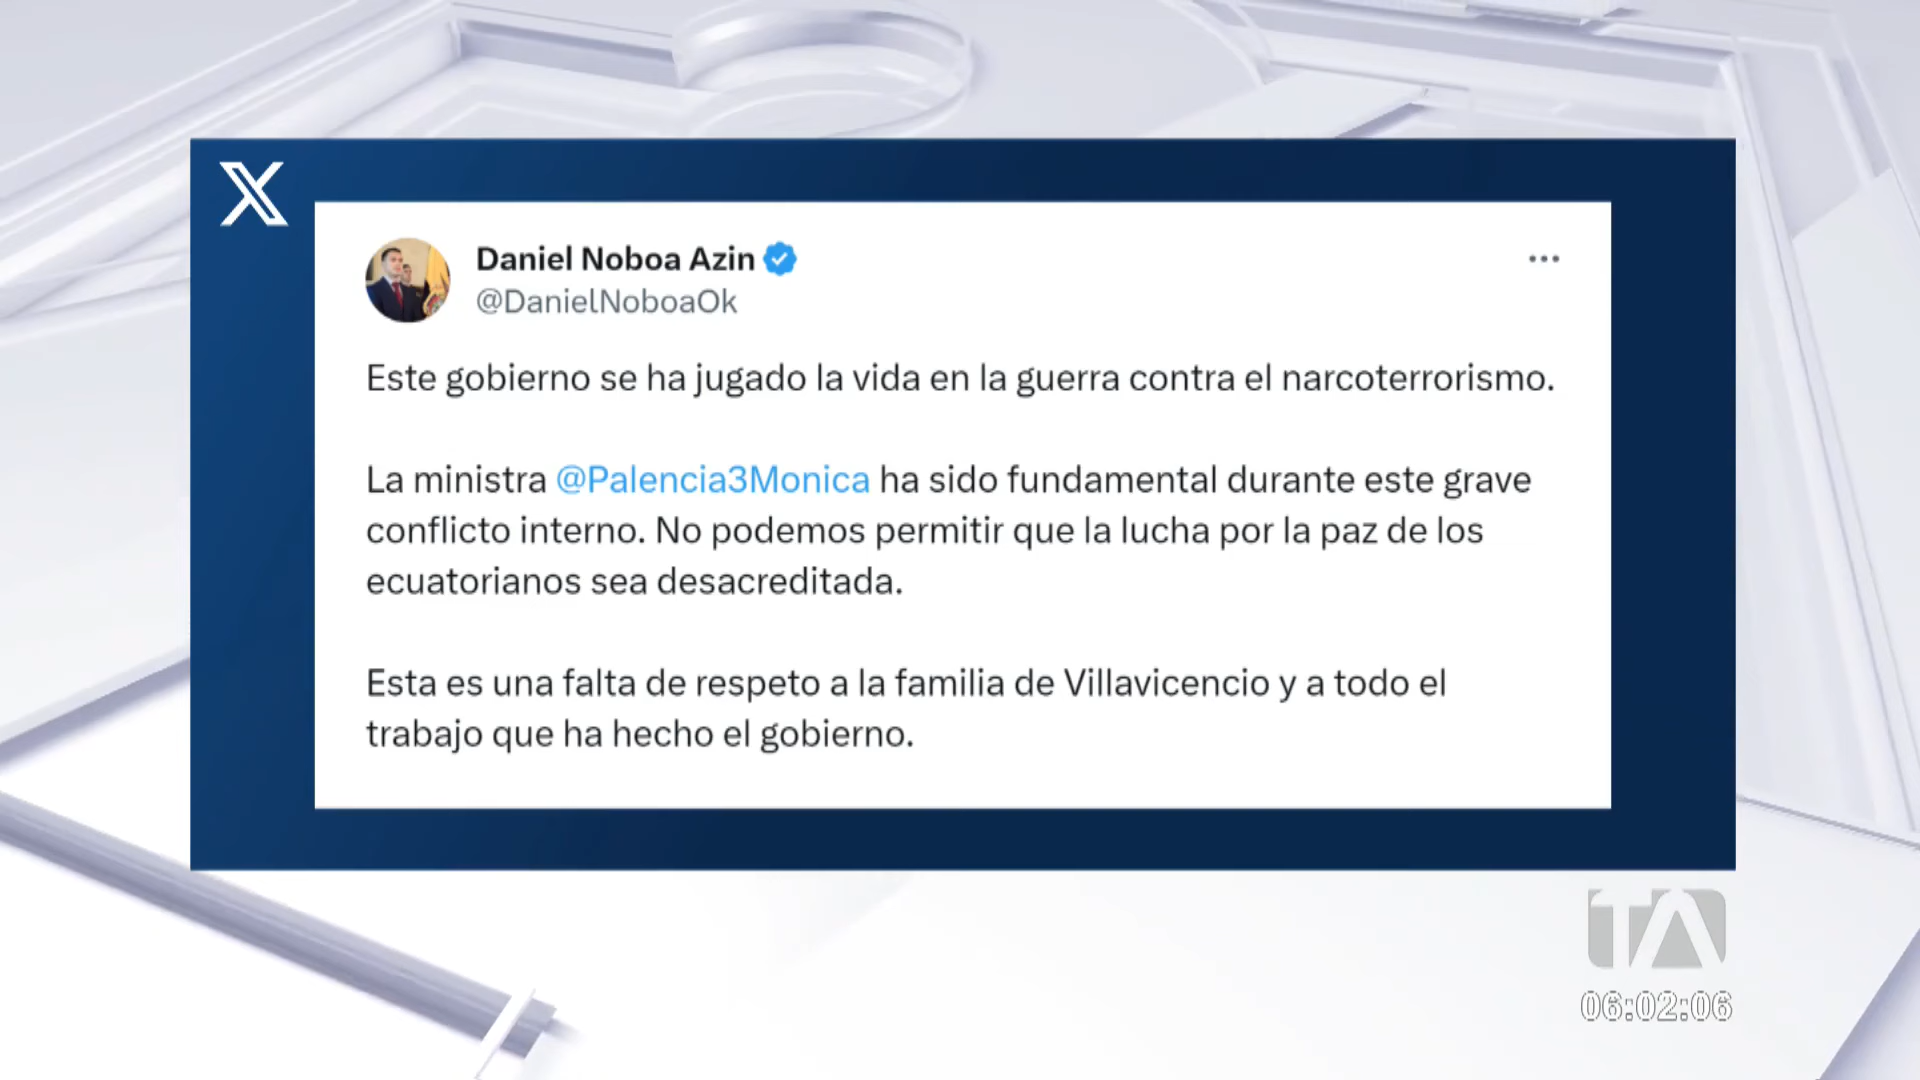 X
Daniel Noboa Azin
@DanielNoboaOk
Este gobierno se ha jugado la vida en la guerra contra el narcoterrorismo.
La ministra @Palencia3Monica ha sido fundamental durante este grave
conflicto interno. No podemos permitir que la lucha por la paz de los
ecuatorianos sea desacreditada.
Esta es una falta de respeto a la familia de Villavicencio y a todo el
trabajo que ha hecho el gobierno.
TA
06:02:06